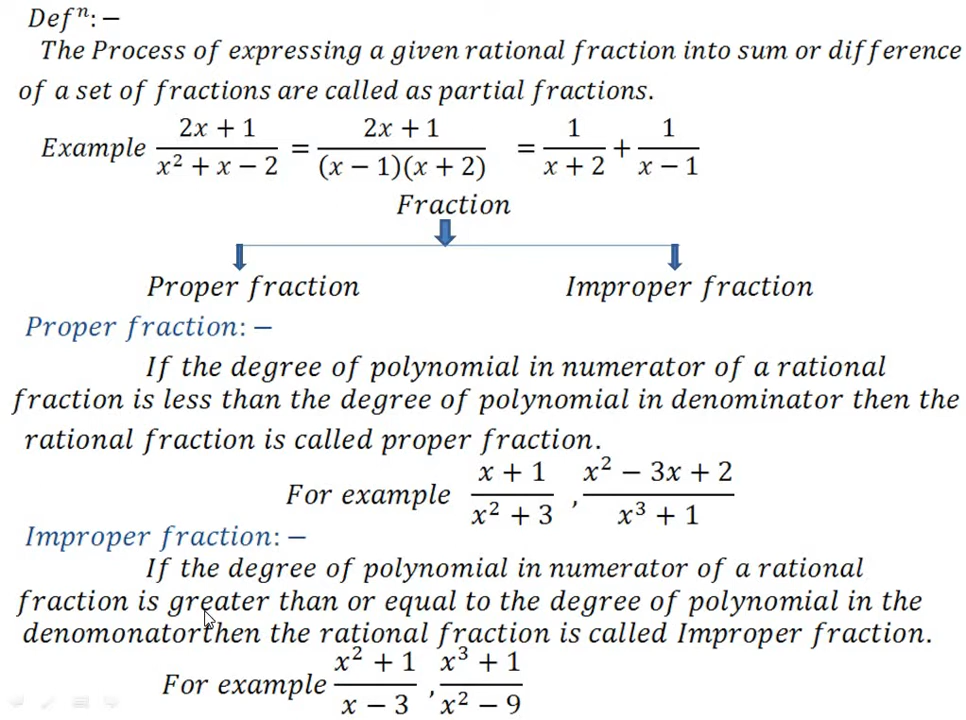 Defⁿ:−
The Process of expressing a given rational fraction into sum or difference
of a set of fractions are called as partial fractions.
Example (2x + 1)/(x² + x − 2) = (2x + 1)/((x − 1)(x + 2)) = 1/(x + 2) + 1/(x − 1)
Fraction
Proper fraction Improper fraction
Proper fraction:−
If the degree of polynomial in numerator of a rational
fraction is less than the degree of polynomial in denominator then the
rational fraction is called proper fraction.
For example (x + 1)/(x² + 3) , (x² − 3x + 2)/(x³ + 1)
Improper fraction:−
If the degree of polynomial in numerator of a rational
fraction is greater than or equal to the degree of polynomial in the
denomonatorthen the rational fraction is called Improper fraction.
For example (x² + 1)/(x − 3) , (x³ + 1)/(x² − 9)